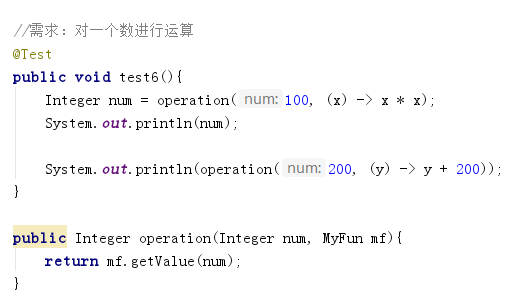 //需求：对一个数进行运算
@Test
public void test6(){
    Integer num = operation( num: 100, (x) -> x * x);
    System.out.println(num);

    System.out.println(operation( num: 200, (y) -> y + 200));
}

public Integer operation(Integer num, MyFun mf){
    return mf.getValue(num);
}